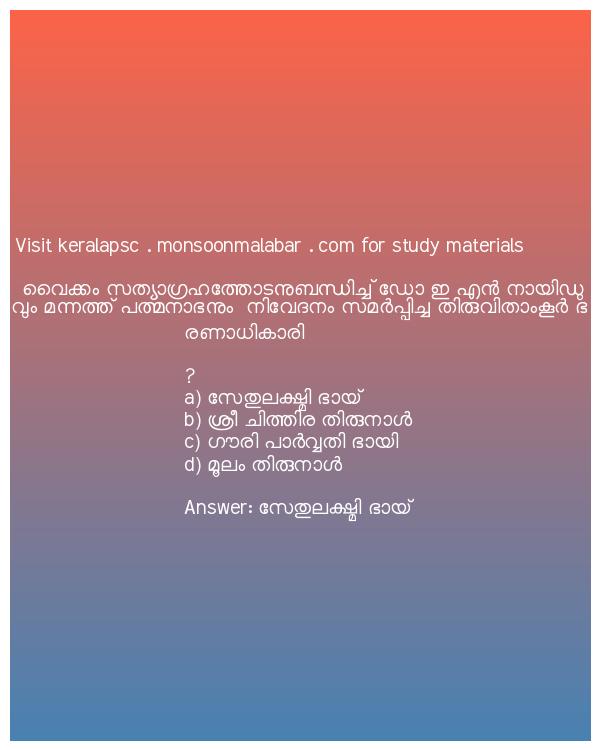 Visit keralapsc . monsoonmalabar . com for study materials
വൈക്കം സത്യാഗ്രഹത്തോടനുബന്ധിച്ച് ഡോ ഇ എൻ നായിഡു
വും മന്നത്ത് പത്മനാഭനും നിവേദനം സമർപ്പിച്ച തിരുവിതാംകൂർ ഭ
രണാധികാരി
?
a) സേതുലക്ഷ്മി ഭായ്
b) ശ്രീ ചിത്തിര തിരുനാൾ
c) ഗൗരി പാർവ്വതി ഭായി
d) മൂലം തിരുനാൾ
Answer: സേതുലക്ഷ്മി ഭായ്